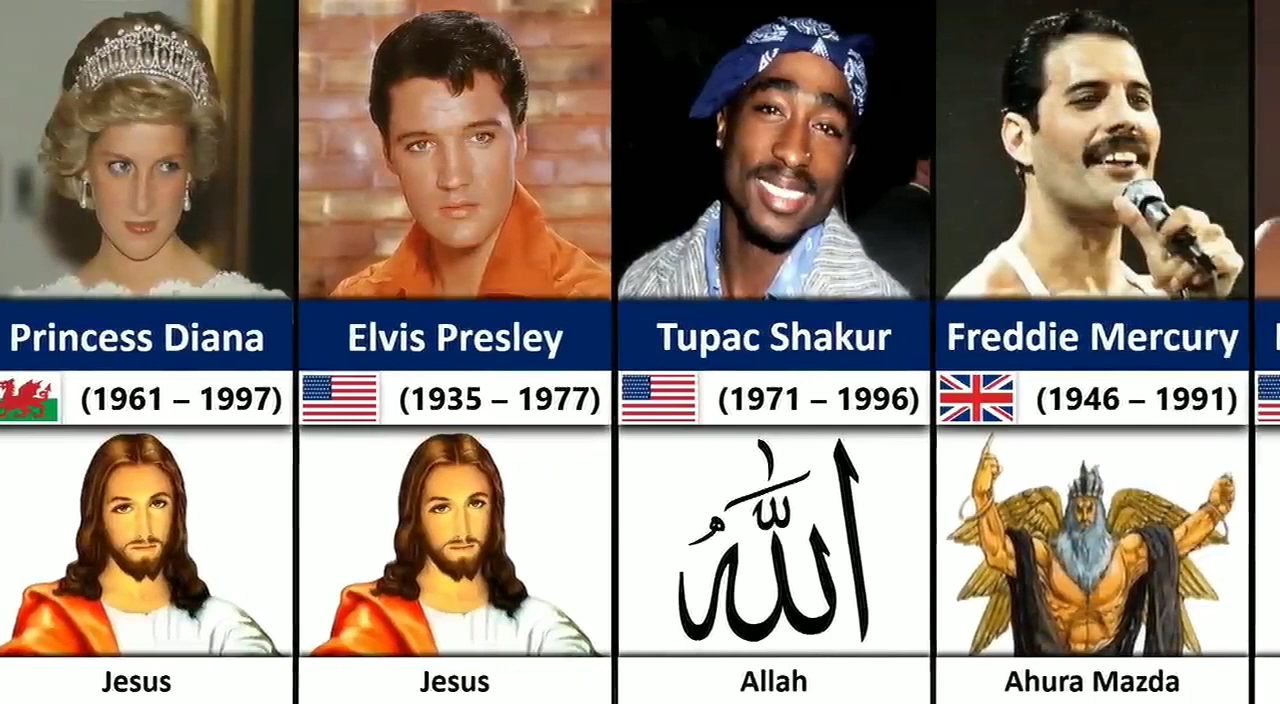 Princess Diana
Elvis Presley
Tupac Shakur
Freddie Mercury
(1961 – 1997)
(1935 – 1977)
(1971 – 1996)
(1946 – 1991)
الله
Jesus
Jesus
Allah
Ahura Mazda